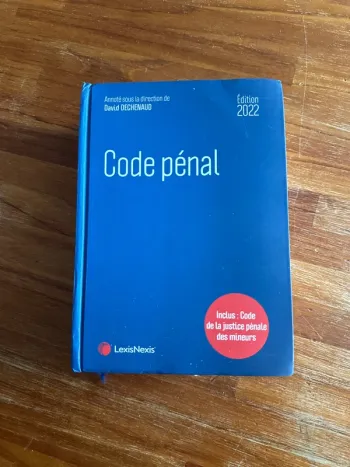 Annoté sous la direction de
David DECHENAUD
Édition
2022
Code pénal
Inclus : Code
de la justice pénale
des mineurs
LexisNexis